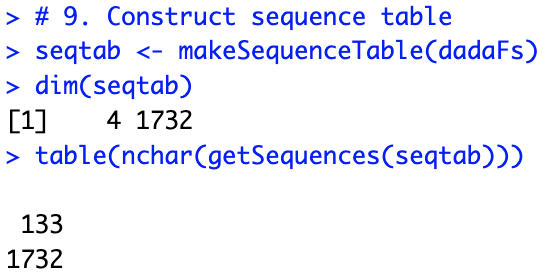 > # 9. Construct sequence table
> seqtab <- makeSequenceTable(dadaFs)
> dim(seqtab)
[1]    4 1732
> table(nchar(getSequences(seqtab)))

 133
1732